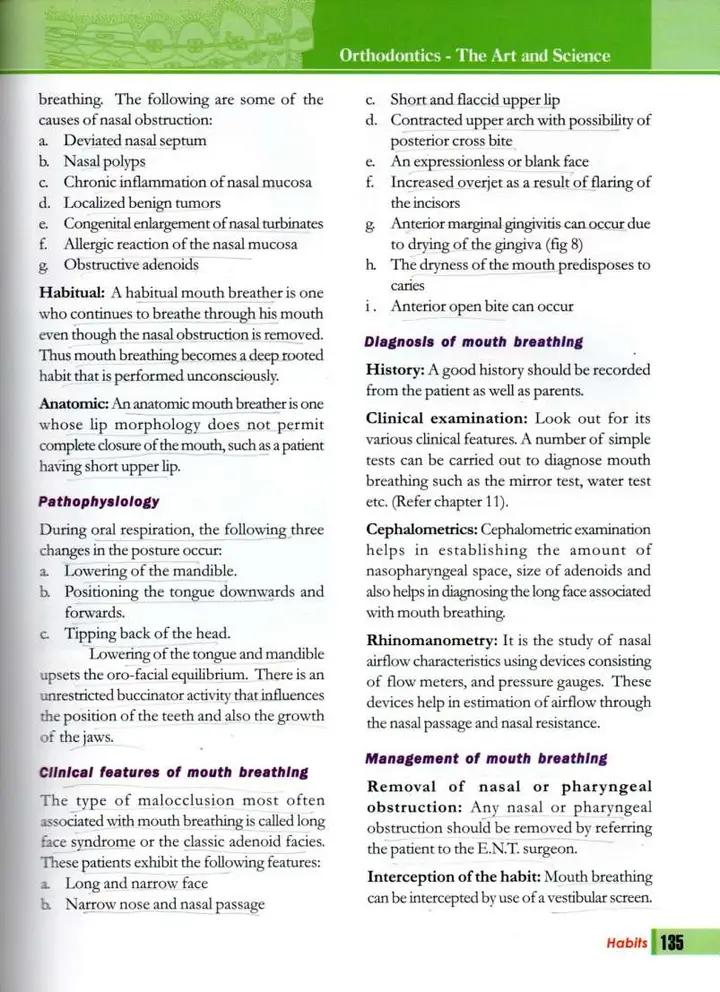 Orthodontics - The Art and Science
breathing. The following are some of the
causes of nasal obstruction:
a. Deviated nasal septum
b. Nasal polyps
c. Chronic inflammation of nasal mucosa
d. Localized benign tumors
e. Congenital enlargement of nasal turbinates
f. Allergic reaction of the nasal mucosa
g. Obstructive adenoids
Habitual: A habitual mouth breather is one
who continues to breathe through his mouth
even though the nasal obstruction is removed.
Thus mouth breathing becomes a deep rooted
habit that is performed unconsciously.
Anatomic: An anatomic mouth breather is one
whose lip morphology does not permit
complete closure of the mouth, such as a patient
having short upper lip.
Pathophysiology
During oral respiration, the following three
changes in the posture occur:
a. Lowering of the mandible.
b. Positioning the tongue downwards and
forwards.
c. Tipping back of the head.
Lowering of the tongue and mandible
upsets the oro-facial equilibrium. There is an
unrestricted buccinator activity that influences
the position of the teeth and also the growth
of the jaws.
Clinical features of mouth breathing
The type of malocclusion most often
associated with mouth breathing is called long
face syndrome or the classic adenoid facies.
These patients exhibit the following features:
a. Long and narrow face
b. Narrow nose and nasal passage
c. Short and flaccid upper lip
d. Contracted upper arch with possibility of
posterior cross bite
e. An expressionless or blank face
f. Increased overjet as a result of flaring of
the incisors
g. Anterior marginal gingivitis can occur due
to drying of the gingiva (fig 8)
h. The dryness of the mouth predisposes to
caries
i. Anterior open bite can occur
Diagnosis of mouth breathing
History: A good history should be recorded
from the patient as well as parents.
Clinical examination: Look out for its
various clinical features. A number of simple
tests can be carried out to diagnose mouth
breathing such as the mirror test, water test
etc. (Refer chapter 11).
Cephalometrics: Cephalometric examination
helps in establishing the amount of
nasopharyngeal space, size of adenoids and
also helps in diagnosing the long face associated
with mouth breathing.
Rhinomanometry: It is the study of nasal
airflow characteristics using devices consisting
of flow meters, and pressure gauges. These
devices help in estimation of airflow through
the nasal passage and nasal resistance.
Management of mouth breathing
Removal of nasal or pharyngeal
obstruction: Any nasal or pharyngeal
obstruction should be removed by referring
the patient to the E.N.T. surgeon.
Interception of the habit: Mouth breathing
can be intercepted by use of a vestibular screen.
Habits 135